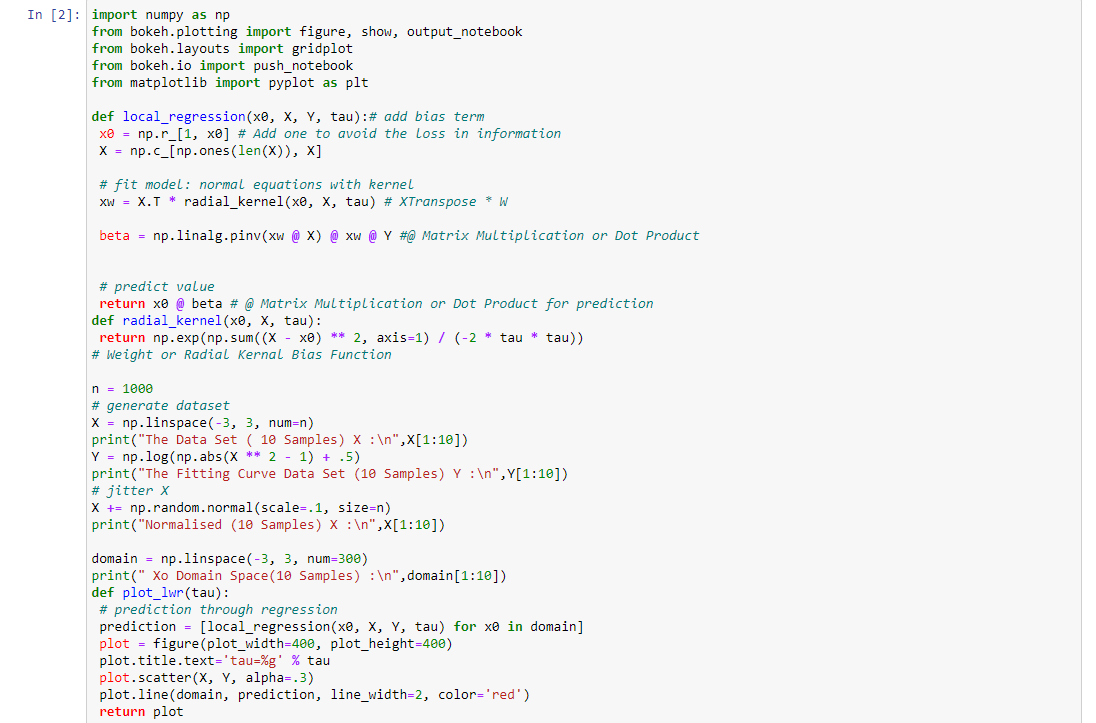 In [2]: import numpy as np
from bokeh.plotting import figure, show, output_notebook
from bokeh.layouts import gridplot
from bokeh.io import push_notebook
from matplotlib import pyplot as plt

def local_regression(x0, X, Y, tau):# add bias term
 x0 = np.r_[1, x0] # Add one to avoid the loss in information
 X = np.c_[np.ones(len(X)), X]

 # fit model: normal equations with kernel
 xw = X.T * radial_kernel(x0, X, tau) # XTranspose * W

 beta = np.linalg.pinv(xw @ X) @ xw @ Y #@ Matrix Multiplication or Dot Product


 # predict value
 return x0 @ beta # @ Matrix Multiplication or Dot Product for prediction
def radial_kernel(x0, X, tau):
 return np.exp(np.sum((X - x0) ** 2, axis=1) / (-2 * tau * tau))
# Weight or Radial Kernal Bias Function

n = 1000
# generate dataset
X = np.linspace(-3, 3, num=n)
print("The Data Set ( 10 Samples) X :\n",X[1:10])
Y = np.log(np.abs(X ** 2 - 1) + .5)
print("The Fitting Curve Data Set (10 Samples) Y :\n",Y[1:10])
# jitter X
X += np.random.normal(scale=.1, size=n)
print("Normalised (10 Samples) X :\n",X[1:10])

domain = np.linspace(-3, 3, num=300)
print(" Xo Domain Space(10 Samples) :\n",domain[1:10])
def plot_lwr(tau):
 # prediction through regression
 prediction = [local_regression(x0, X, Y, tau) for x0 in domain]
 plot = figure(plot_width=400, plot_height=400)
 plot.title.text='tau=%g' % tau
 plot.scatter(X, Y, alpha=.3)
 plot.line(domain, prediction, line_width=2, color='red')
 return plot